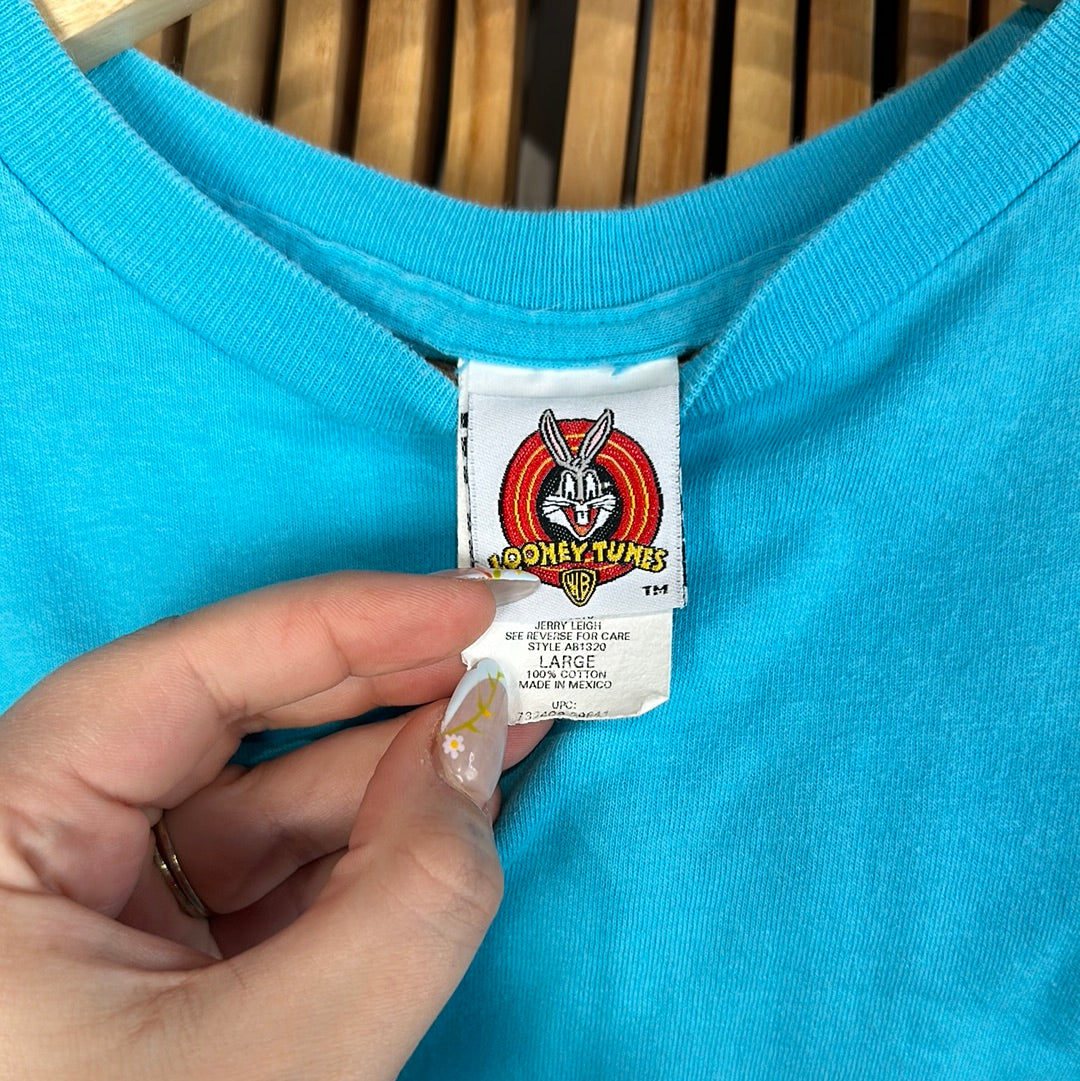 LOONEY TUNES
WB
TM
JERRY LEIGH
SEE REVERSE FOR CARE
STYLE AB1320
LARGE
100% COTTON
MADE IN MEXICO
UPC: